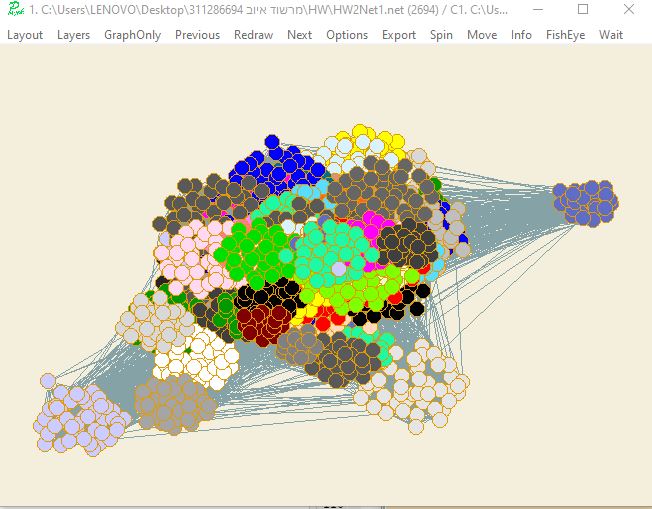 1. C:\Users\LENOVO\Desktop\311286694 מרשוד איוב\HW\HW2Net1.net (2694) / C1. C:\Us...
Layout Layers GraphOnly Previous Redraw Next Options Export Spin Move Info FishEye Wait